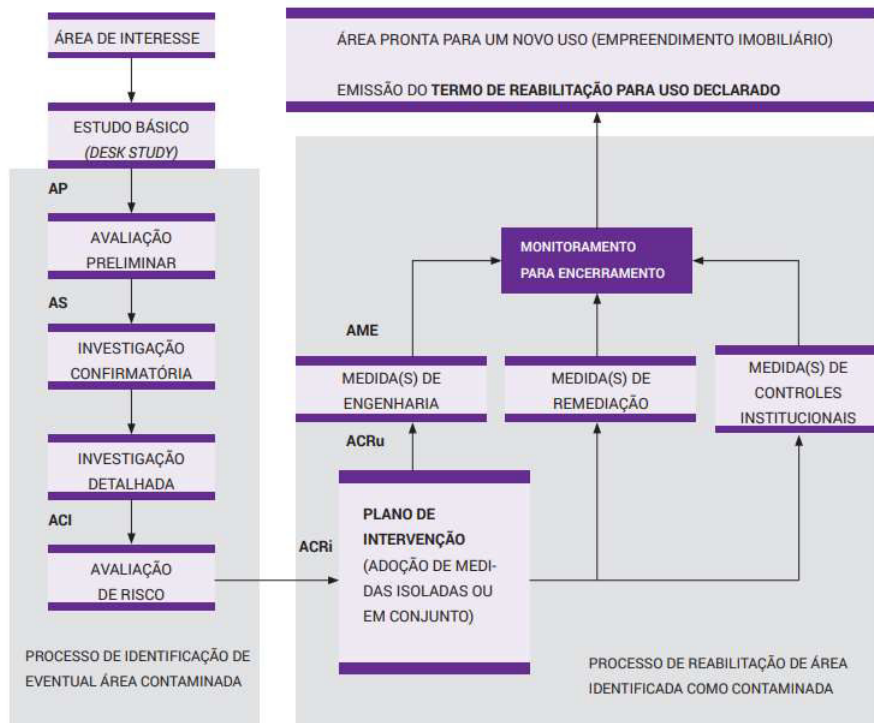 ÁREA DE INTERESSE
ESTUDO BÁSICO
(DESK STUDY)
AP
AVALIAÇÃO
PRELIMINAR
AS
INVESTIGAÇÃO
CONFIRMATÓRIA
INVESTIGAÇÃO
DETALHADA
ACI
AVALIAÇÃO
DE RISCO
PROCESSO DE IDENTIFICAÇÃO DE
EVENTUAL ÁREA CONTAMINADA
ÁREA PRONTA PARA UM NOVO USO (EMPREENDIMENTO IMOBILIÁRIO)
EMISSÃO DO TERMO DE REABILITAÇÃO PARA USO DECLARADO
MONITORAMENTO
PARA ENCERRAMENTO
AME
MEDIDA(S) DE
ENGENHARIA
MEDIDA(S) DE
REMEDIAÇÃO
MEDIDA(S) DE
CONTROLES
INSTITUCIONAIS
ACRu
ACRi
PLANO DE
INTERVENÇÃO
(ADOÇÃO DE MEDI-
DAS ISOLADAS OU
EM CONJUNTO)
PROCESSO DE REABILITAÇÃO DE ÁREA
IDENTIFICADA COMO CONTAMINADA